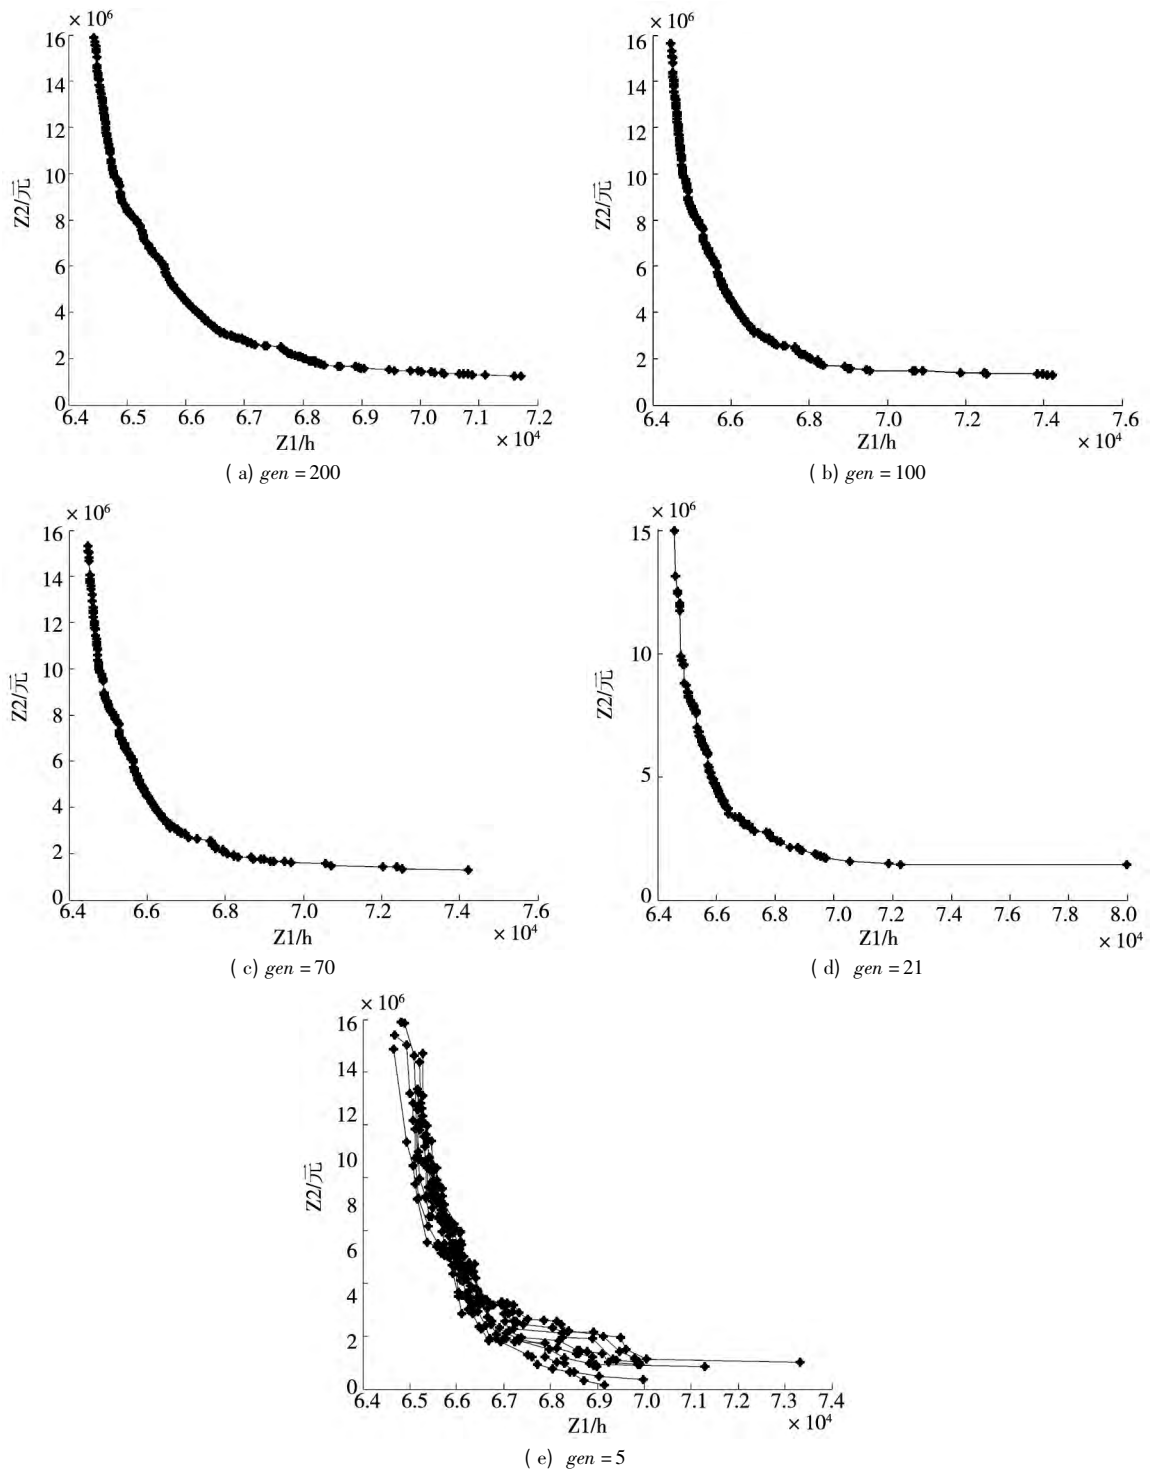 × 10⁶
16
14
12
10
8
6
4
2
0
Z2/元
6.4 6.5 6.6 6.7 6.8 6.9 7.0 7.1 7.2
Z1/h × 10⁴
( a) gen = 200
× 10⁶
16
14
12
10
8
6
4
2
0
Z2/元
6.4 6.6 6.8 7.0 7.2 7.4 7.6
Z1/h × 10⁴
( b) gen = 100
× 10⁶
16
14
12
10
8
6
4
2
0
Z2/元
6.4 6.6 6.8 7.0 7.2 7.4 7.6
Z1/h × 10⁴
( c) gen = 70
× 10⁶
15
10
5
0
Z2/元
6.4 6.6 6.8 7.0 7.2 7.4 7.6 7.8 8.0
Z1/h × 10⁴
( d) gen = 21
× 10⁶
16
14
12
10
8
6
4
2
0
Z2/元
6.4 6.5 6.6 6.7 6.8 6.9 7.0 7.1 7.2 7.3 7.4
Z1/h × 10⁴
( e) gen = 5